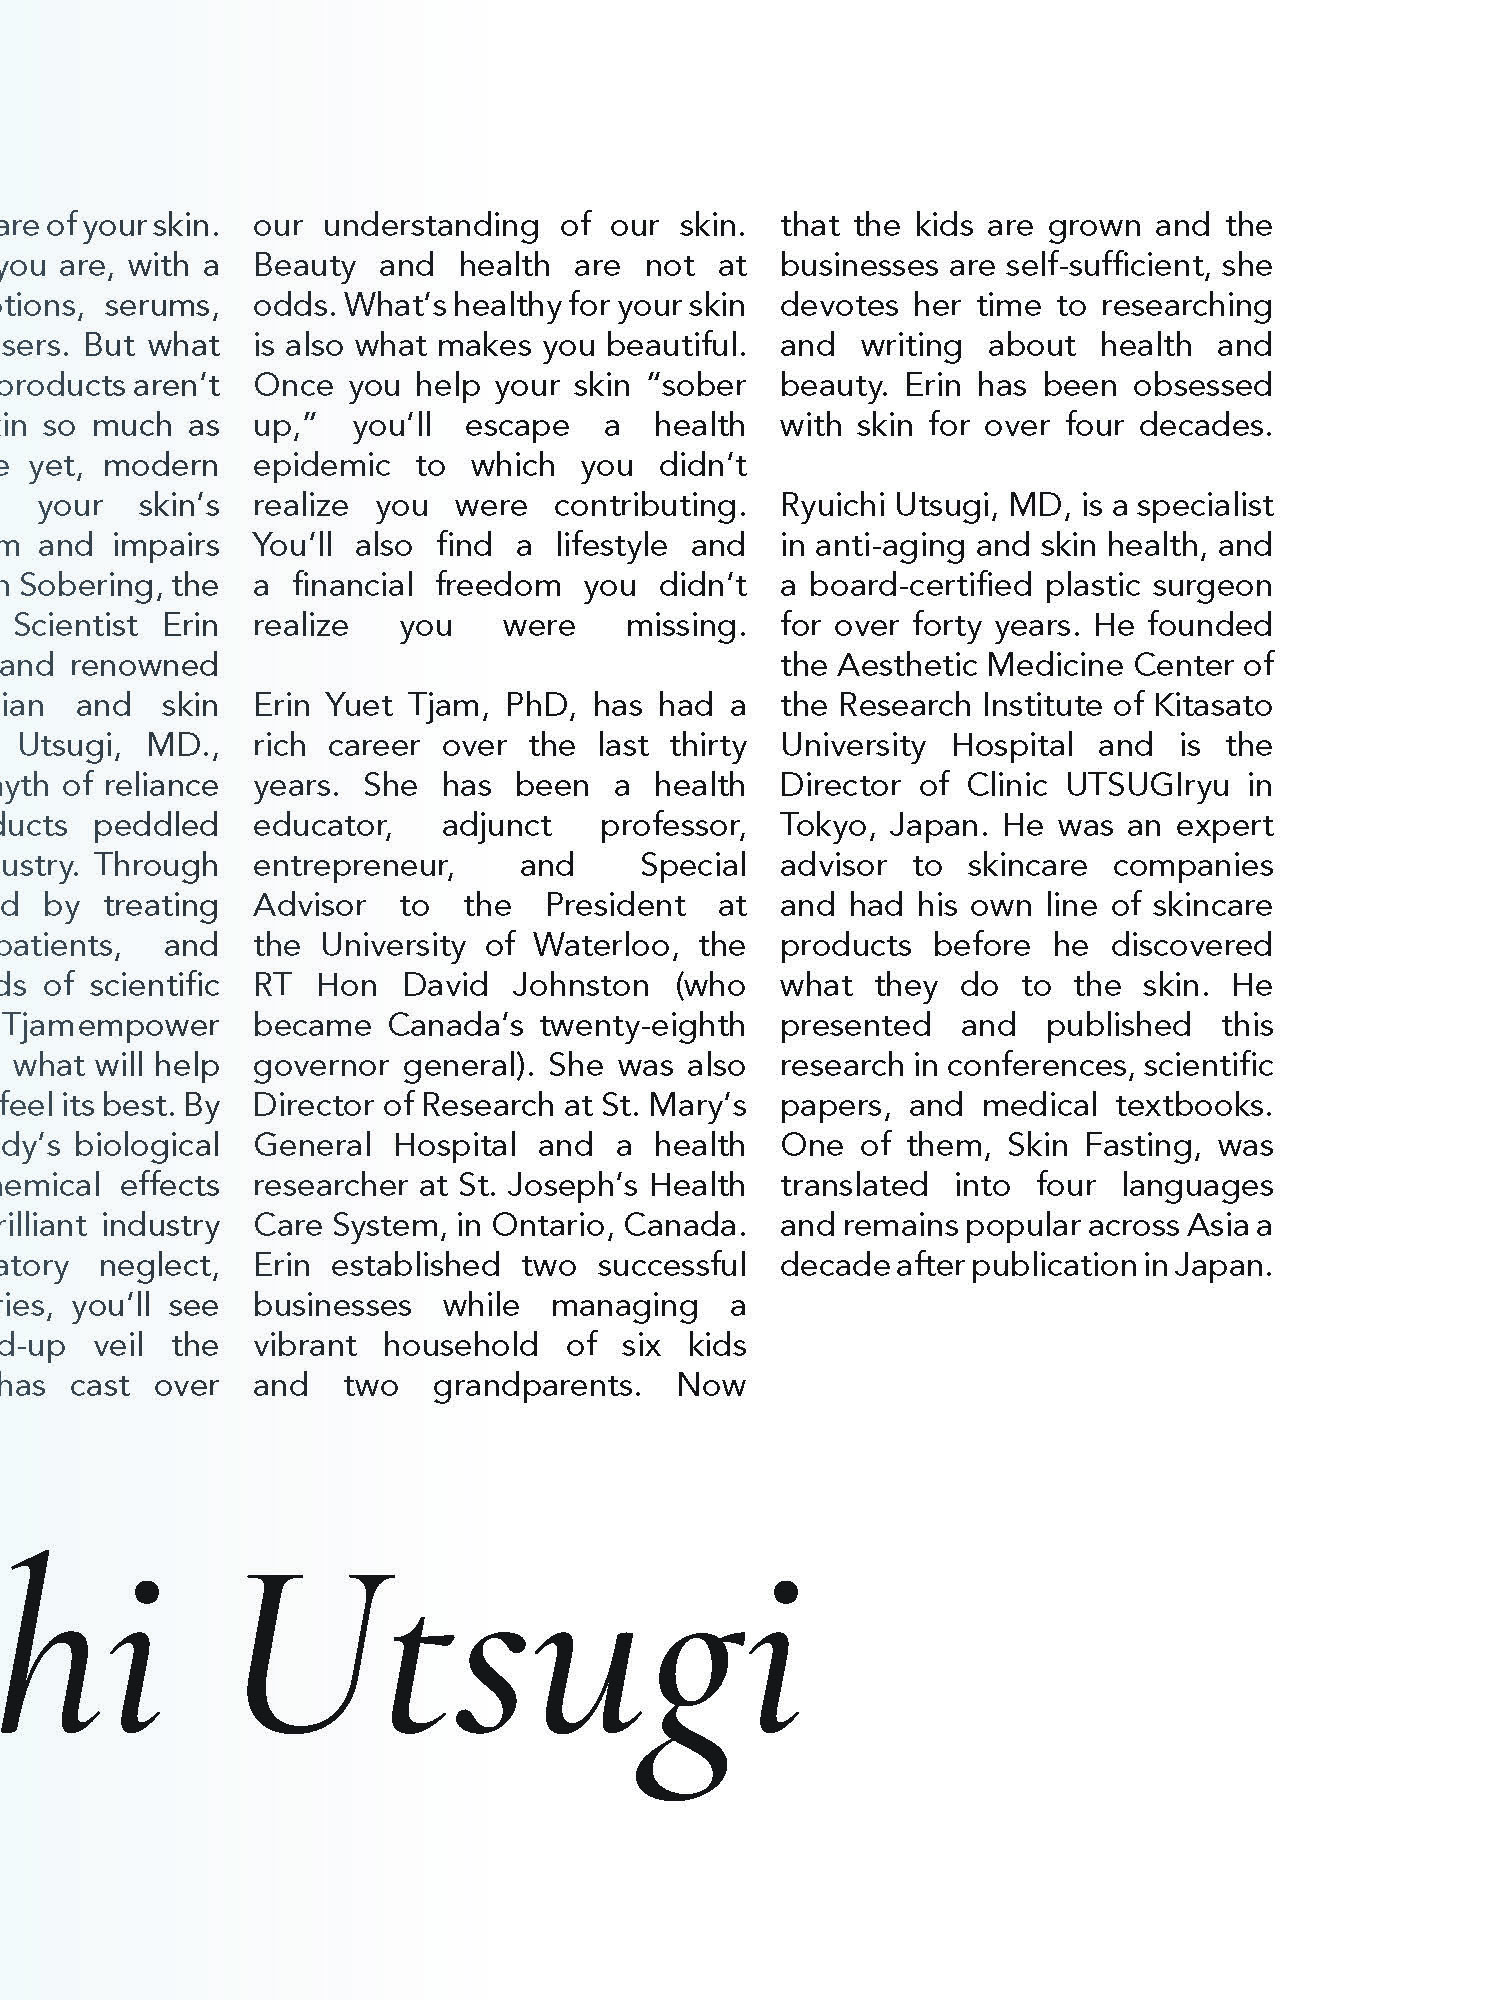 are of your skin.
you are, with a
otions, serums,
sers. But what
products aren’t
in so much as
e yet, modern
your skin’s
m and impairs
n Sobering, the
Scientist Erin
and renowned
ian and skin
Utsugi, MD.,
myth of reliance
ducts peddled
ustry. Through
d by treating
patients, and
ds of scientific
Tjam empower
what will help
feel its best. By
dy’s biological
hemical effects
rilliant industry
atory neglect,
ries, you’ll see
d-up veil the
has cast over
our understanding of our skin.
Beauty and health are not at
odds. What’s healthy for your skin
is also what makes you beautiful.
Once you help your skin “sober
up,” you’ll escape a health
epidemic to which you didn’t
realize you were contributing.
You’ll also find a lifestyle and
a financial freedom you didn’t
realize you were missing.
Erin Yuet Tjam, PhD, has had a
rich career over the last thirty
years. She has been a health
educator, adjunct professor,
entrepreneur, and Special
Advisor to the President at
the University of Waterloo, the
RT Hon David Johnston (who
became Canada’s twenty-eighth
governor general). She was also
Director of Research at St. Mary’s
General Hospital and a health
researcher at St. Joseph’s Health
Care System, in Ontario, Canada.
Erin established two successful
businesses while managing a
vibrant household of six kids
and two grandparents. Now
that the kids are grown and the
businesses are self-sufficient, she
devotes her time to researching
and writing about health and
beauty. Erin has been obsessed
with skin for over four decades.
Ryuichi Utsugi, MD, is a specialist
in anti-aging and skin health, and
a board-certified plastic surgeon
for over forty years. He founded
the Aesthetic Medicine Center of
the Research Institute of Kitasato
University Hospital and is the
Director of Clinic UTSUGIryu in
Tokyo, Japan. He was an expert
advisor to skincare companies
and had his own line of skincare
products before he discovered
what they do to the skin. He
presented and published this
research in conferences, scientific
papers, and medical textbooks.
One of them, Skin Fasting, was
translated into four languages
and remains popular across Asia a
decade after publication in Japan.
hi Utsugi